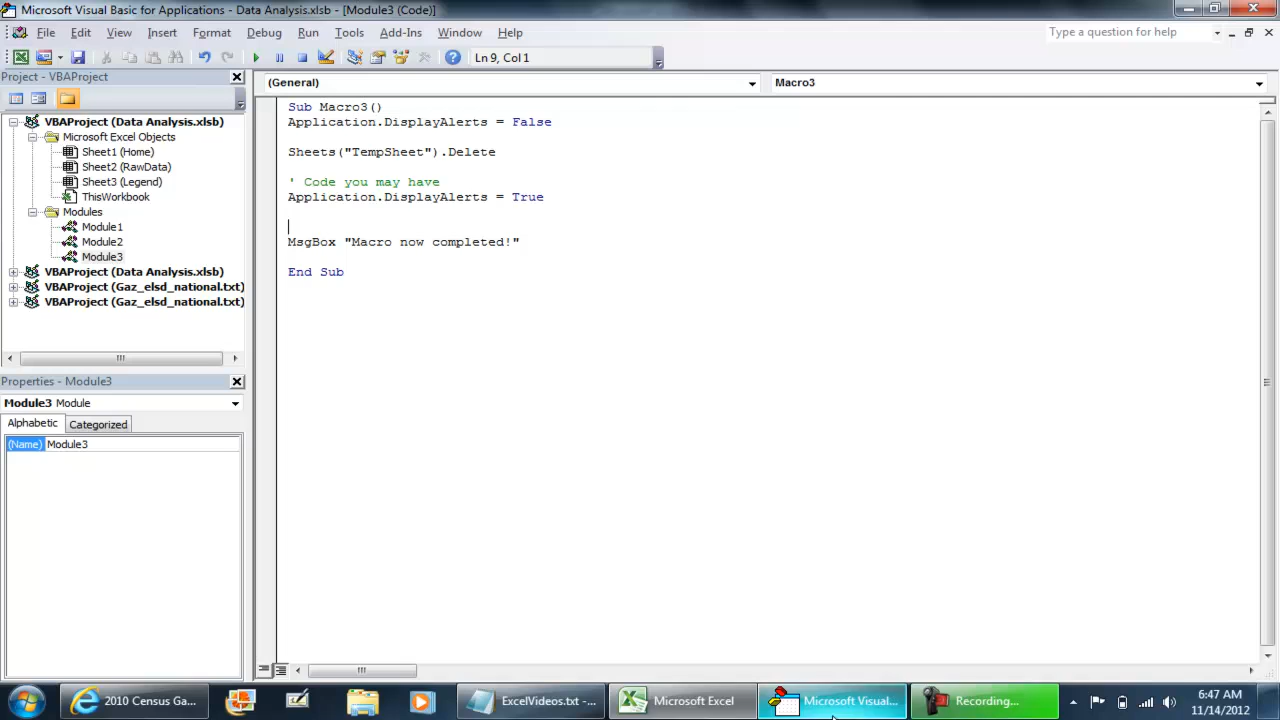 Microsoft Visual Basic for Applications - Data Analysis.xlsb - [Module3 (Code)]
File Edit View Insert Format Debug Run Tools Add-Ins Window Help
Type a question for help
Ln 9, Col 1
Project - VBAProject
(General)
Macro3
VBAProject (Data Analysis.xlsb)
Microsoft Excel Objects
Sheet1 (Home)
Sheet2 (RawData)
Sheet3 (Legend)
ThisWorkbook
Modules
Module1
Module2
Module3
VBAProject (Data Analysis.xlsb)
VBAProject (Gaz_elsd_national.txt)
VBAProject (Gaz_elsd_national.txt)
Sub Macro3()
Application.DisplayAlerts = False
Sheets("TempSheet").Delete
' Code you may have
Application.DisplayAlerts = True
MsgBox "Macro now completed!"
End Sub
Properties - Module3
Module3 Module
Alphabetic Categorized
(Name) Module3
2010 Census Ga...
ExcelVideos.txt - ...
Microsoft Excel
Microsoft Visual...
Recording...
6:47 AM
11/14/2012